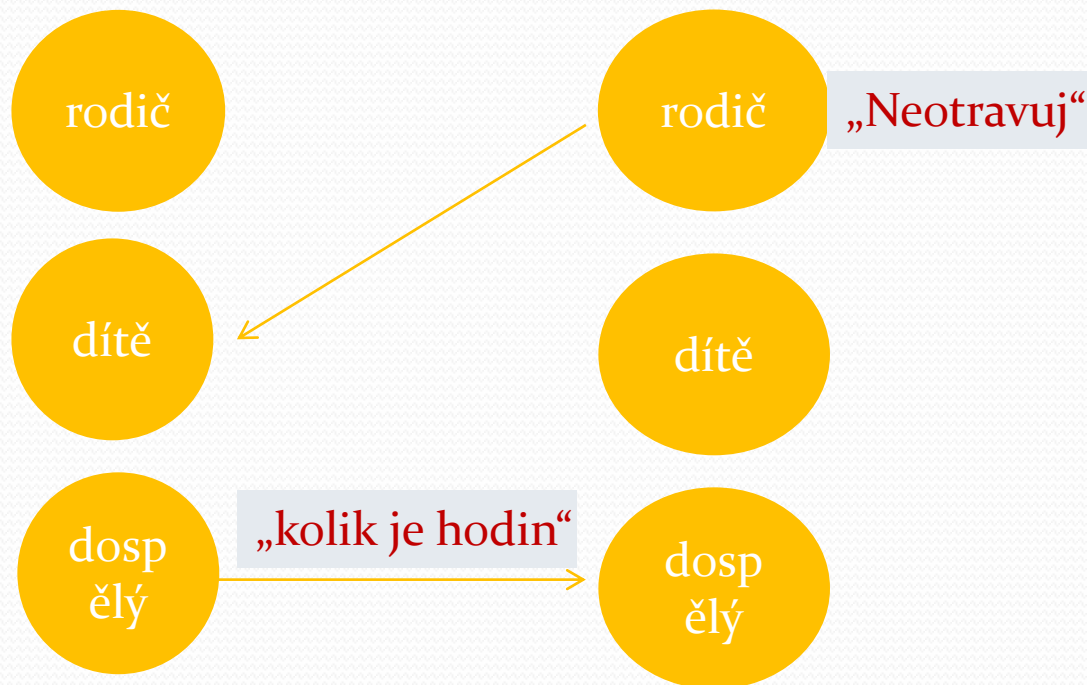 rodič
rodič
„Neotravuj“
dítě
dítě
„kolik je hodin“
dosp
ělý
dosp
ělý